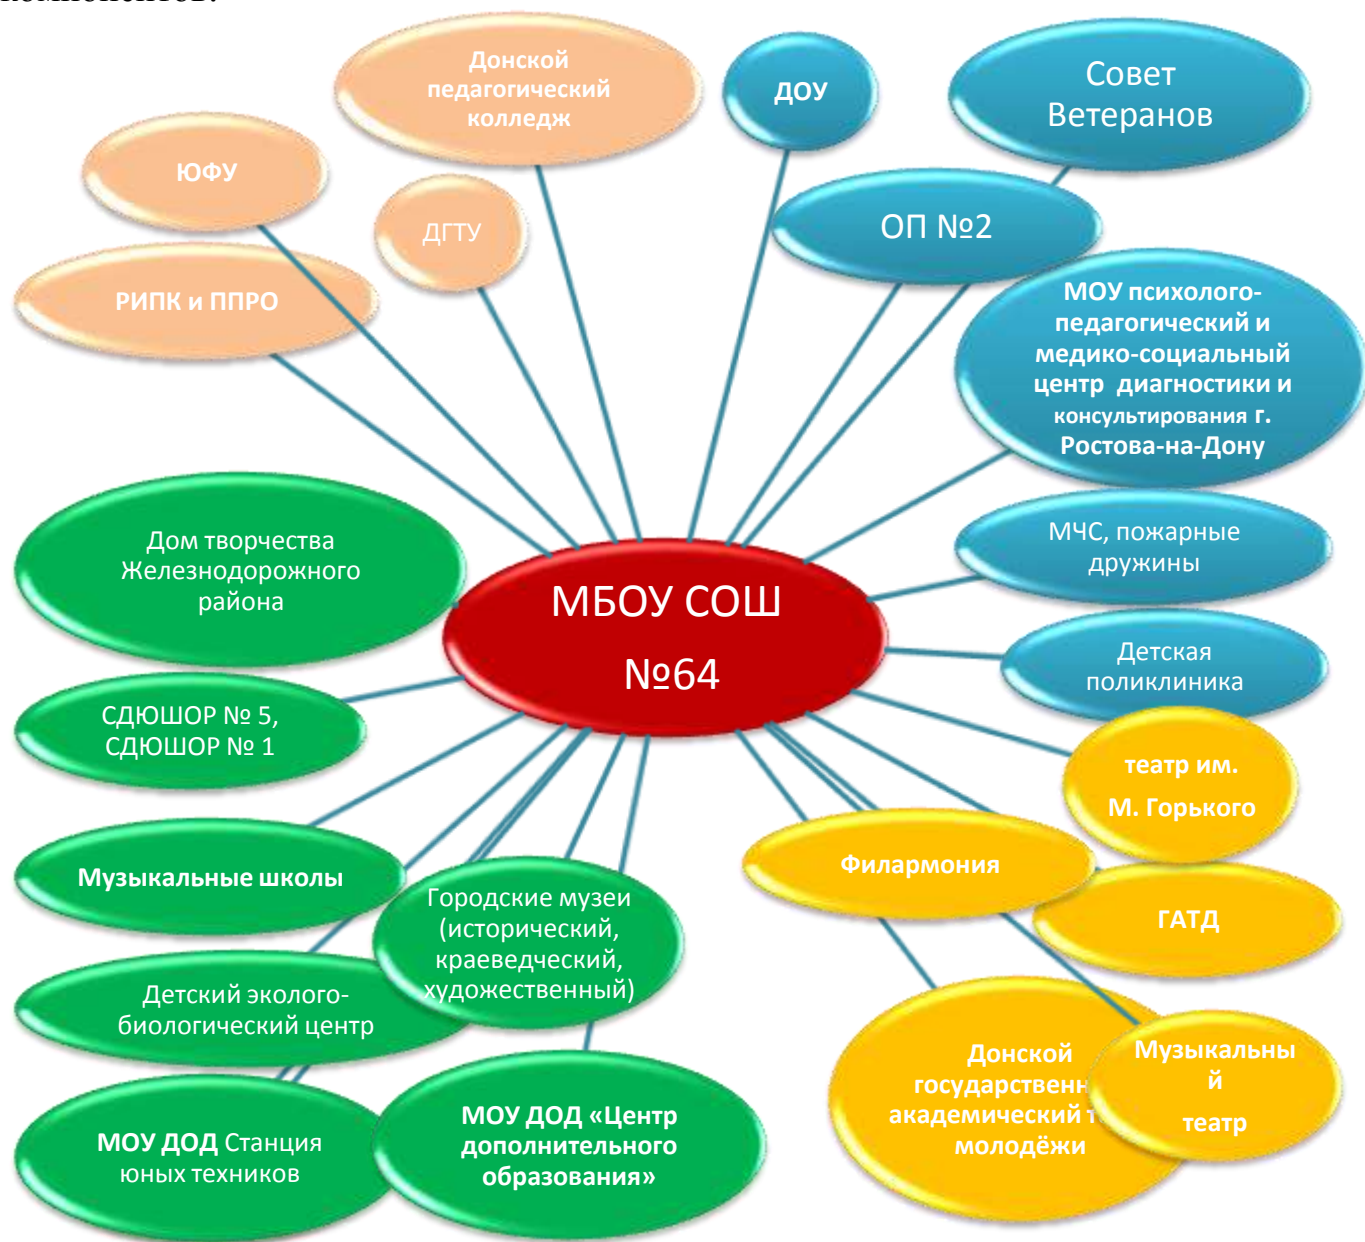 Донской
педагогический
колледж
ДОУ
Совет
Ветеранов
ЮФУ
ДГТУ
ОП №2
РИПК и ППРО
МОУ психолого-
педагогический и
медико-социальный
центр диагностики и
консультирования г.
Ростова-на-Дону
Дом творчества
Железнодорожного
района
МЧС, пожарные
дружины
МБОУ СОШ
№64
Детская
поликлиника
СДЮШОР № 5,
СДЮШОР № 1
театр им.
М. Горького
Музыкальные школы
Филармония
Городские музеи
(исторический,
краеведческий,
художественный)
ГАТД
Детский эколого-
биологический центр
Донской
государственн
академический т
молодёжи
Музыкальны
й
театр
МОУ ДОД Станция
юных техников
МОУ ДОД «Центр
дополнительного
образования»